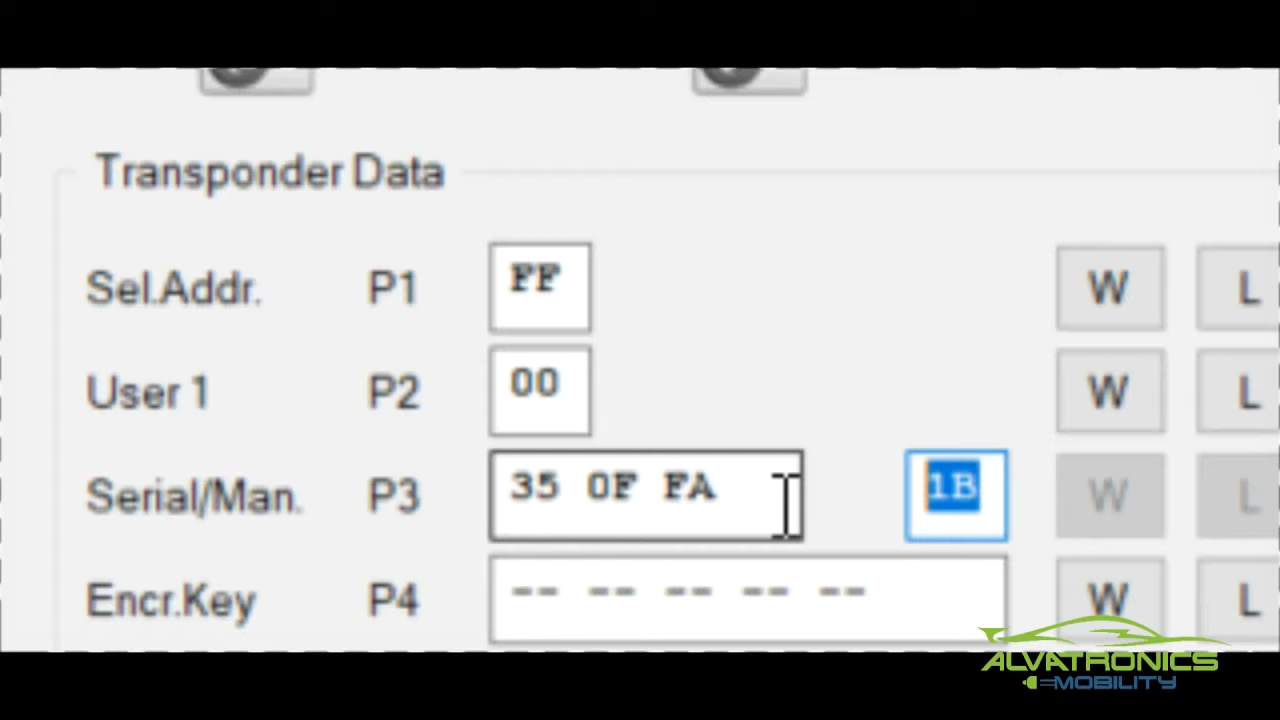 Transponder Data
Sel.Addr. P1 FF W L
User 1 P2 00 W L
Serial/Man. P3 35 0F FA 1B W L
Encr.Key P4 -- -- -- -- -- W L
ALVATRONICS
MOBILITY